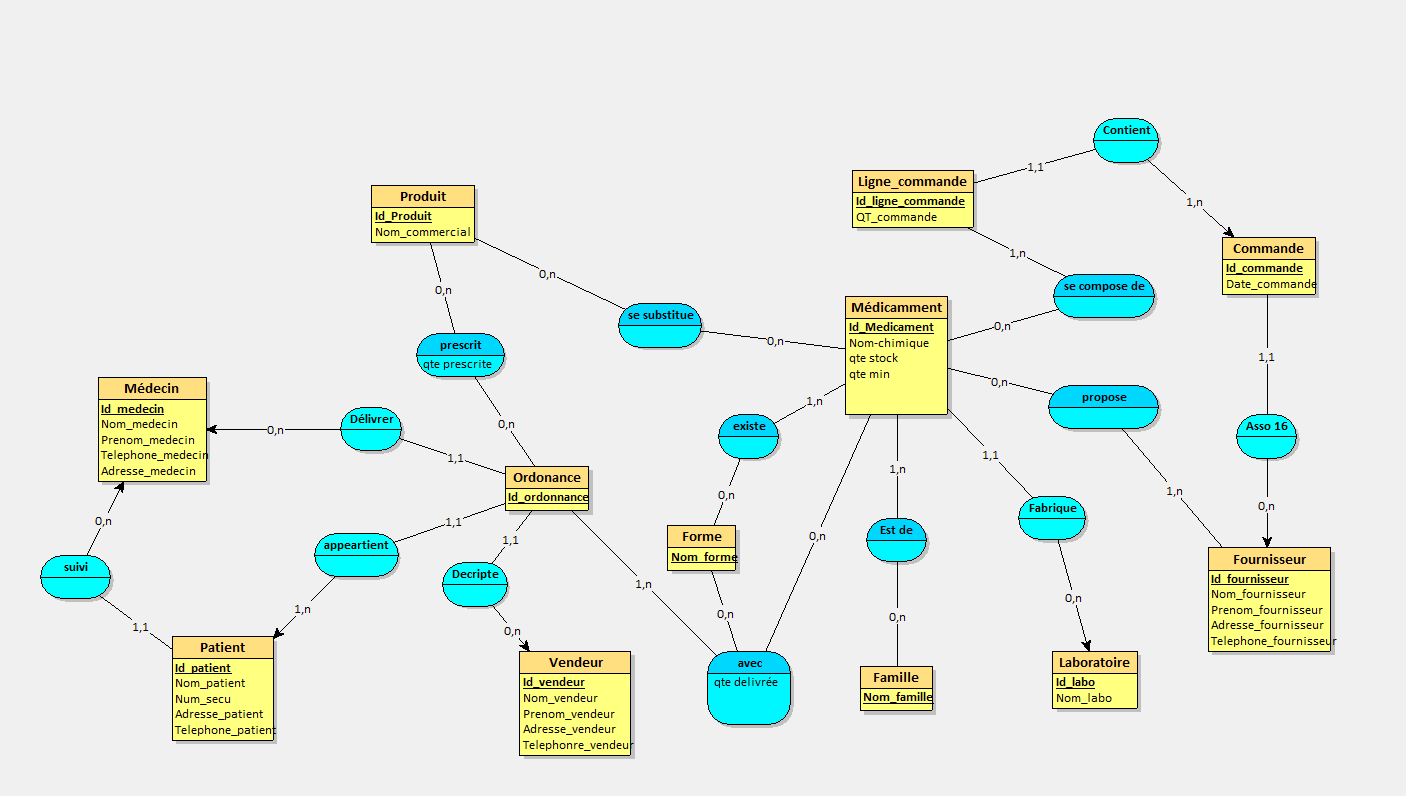 Contient
1,1
1,n
Ligne_commande
Id_ligne_commande
QT_commande
Produit
Id_Produit
Nom_commercial
Commande
Id_commande
Date_commande
1,n
0,n
se compose de
0,n
se substitue
0,n
0,n
Médicamment
Id_Medicament
Nom-chimique
qte stock
qte min
prescrit
qte prescrite
0,n
1,1
0,n
propose
1,n
Médecin
Id_medecin
Nom_medecin
Prenom_medecin
Telephone_medecin
Adresse_medecin
0,n
Délivrer
1,1
Ordonance
Id_ordonnance
1,n
existe
0,n
1,n
1,1
Asso 16
0,n
Forme
Nom_forme
Est de
Fabrique
0,n
suivi
1,1
1,1
appeartient
1,n
1,1
Decripte
0,n
1,n
0,n
0,n
0,n
0,n
Fournisseur
Id_fournisseur
Nom_fournisseur
Prenom_fournisseur
Adresse_fournisseur
Telephone_fournisseur
Patient
Id_patient
Nom_patient
Num_secu
Adresse_patient
Telephone_patient
Vendeur
Id_vendeur
Nom_vendeur
Prenom_vendeur
Adresse_vendeur
Telephonre_vendeur
avec
qte delivrée
Famille
Nom_famille
Laboratoire
Id_labo
Nom_labo